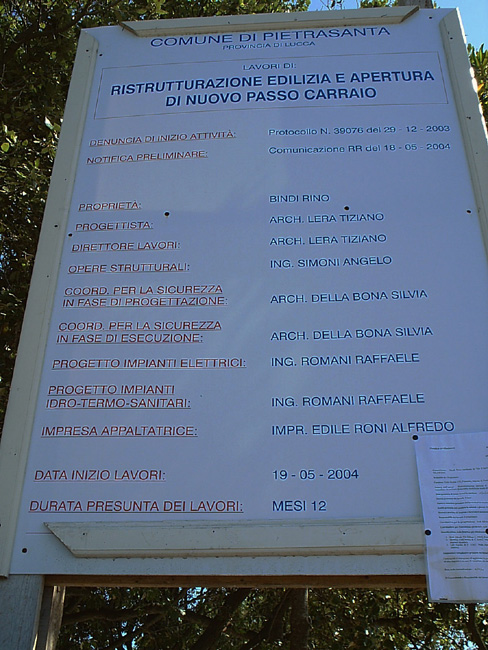 COMUNE DI PIETRASANTA
PROVINCIA DI LUCCA
LAVORI DI:
RISTRUTTURAZIONE EDILIZIA E APERTURA
DI NUOVO PASSO CARRAIO
DENUNCIA DI INIZIO ATTIVITÀ: Protocollo N. 39076 del 29 - 12 - 2003
NOTIFICA PRELIMINARE: Comunicazione RR del 18 - 05 - 2004
PROPRIETÀ: BINDI RINO
PROGETTISTA: ARCH. LERA TIZIANO
DIRETTORE LAVORI: ARCH. LERA TIZIANO
OPERE STRUTTURALI: ING. SIMONI ANGELO
COORD. PER LA SICUREZZA
IN FASE DI PROGETTAZIONE: ARCH. DELLA BONA SILVIA
COORD. PER LA SICUREZZA
IN FASE DI ESECUZIONE: ARCH. DELLA BONA SILVIA
PROGETTO IMPIANTI ELETTRICI: ING. ROMANI RAFFAELE
PROGETTO IMPIANTI
IDRO-TERMO-SANITARI: ING. ROMANI RAFFAELE
IMPRESA APPALTATRICE: IMPR. EDILE RONI ALFREDO
DATA INIZIO LAVORI: 19 - 05 - 2004
DURATA PRESUNTA DEI LAVORI: MESI 12